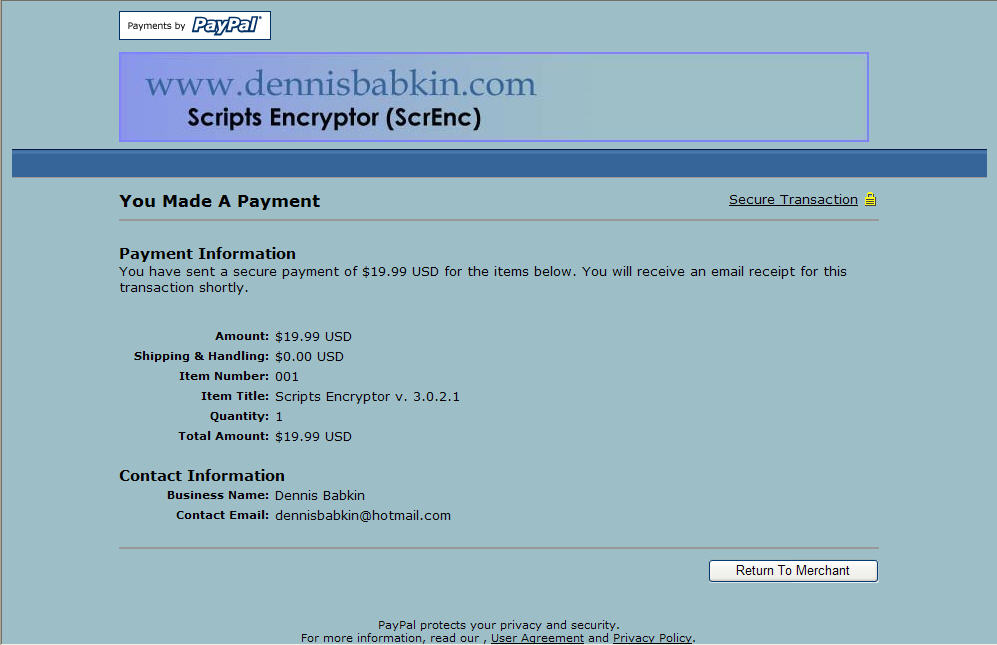 Payments by PayPal
www.dennisbabkin.com
Scripts Encryptor (ScrEnc)
You Made A Payment
Secure Transaction
Payment Information
You have sent a secure payment of $19.99 USD for the items below. You will receive an email receipt for this
transaction shortly.
Amount: $19.99 USD
Shipping & Handling: $0.00 USD
Item Number: 001
Item Title: Scripts Encryptor v. 3.0.2.1
Quantity: 1
Total Amount: $19.99 USD
Contact Information
Business Name: Dennis Babkin
Contact Email: dennisbabkin@hotmail.com
Return To Merchant
PayPal protects your privacy and security.
For more information, read our , User Agreement and Privacy Policy.